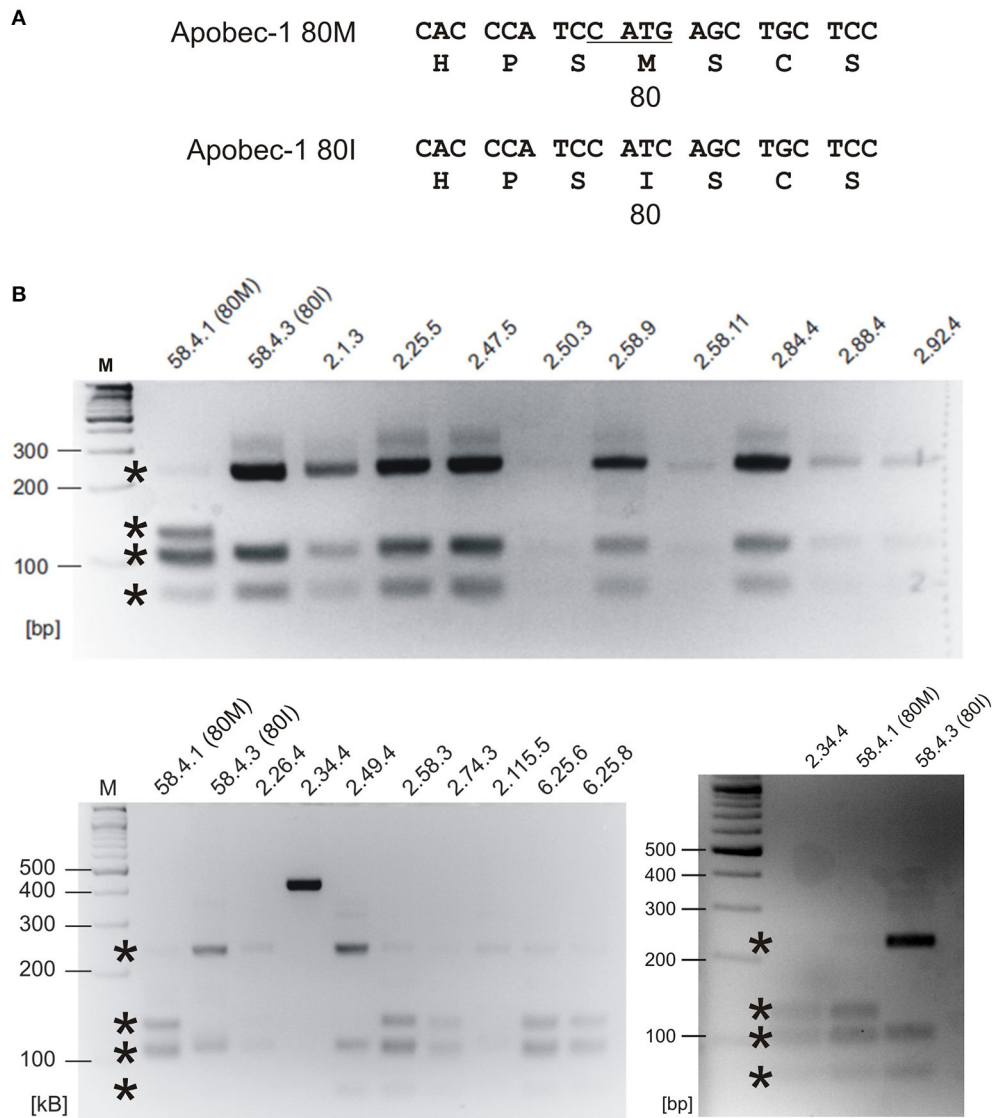 A
Apobec-1 80M CAC CCA TCC ATG AGC TGC TCC
H P S M S C S
80
Apobec-1 80I CAC CCA TCC ATC AGC TGC TCC
H P S I S C S
80
B
M 58.4.1 (80M) 58.4.3 (80I) 2.1.3 2.25.5 2.47.5 2.50.3 2.58.9 2.58.11 2.84.4 2.88.4 2.92.4
300
*
200
*
*
100
*
[bp]
1
2
M 58.4.1 (80M) 58.4.3 (80I) 2.26.4 2.34.4 2.49.4 2.58.3 2.74.3 2.115.5 6.25.6 6.25.8
500
400
300
*
200
*
*
100
*
[kB]
2.34.4 58.4.1 (80M) 58.4.3 (80I)
500
400
300
*
200
*
100 *
*
[bp]